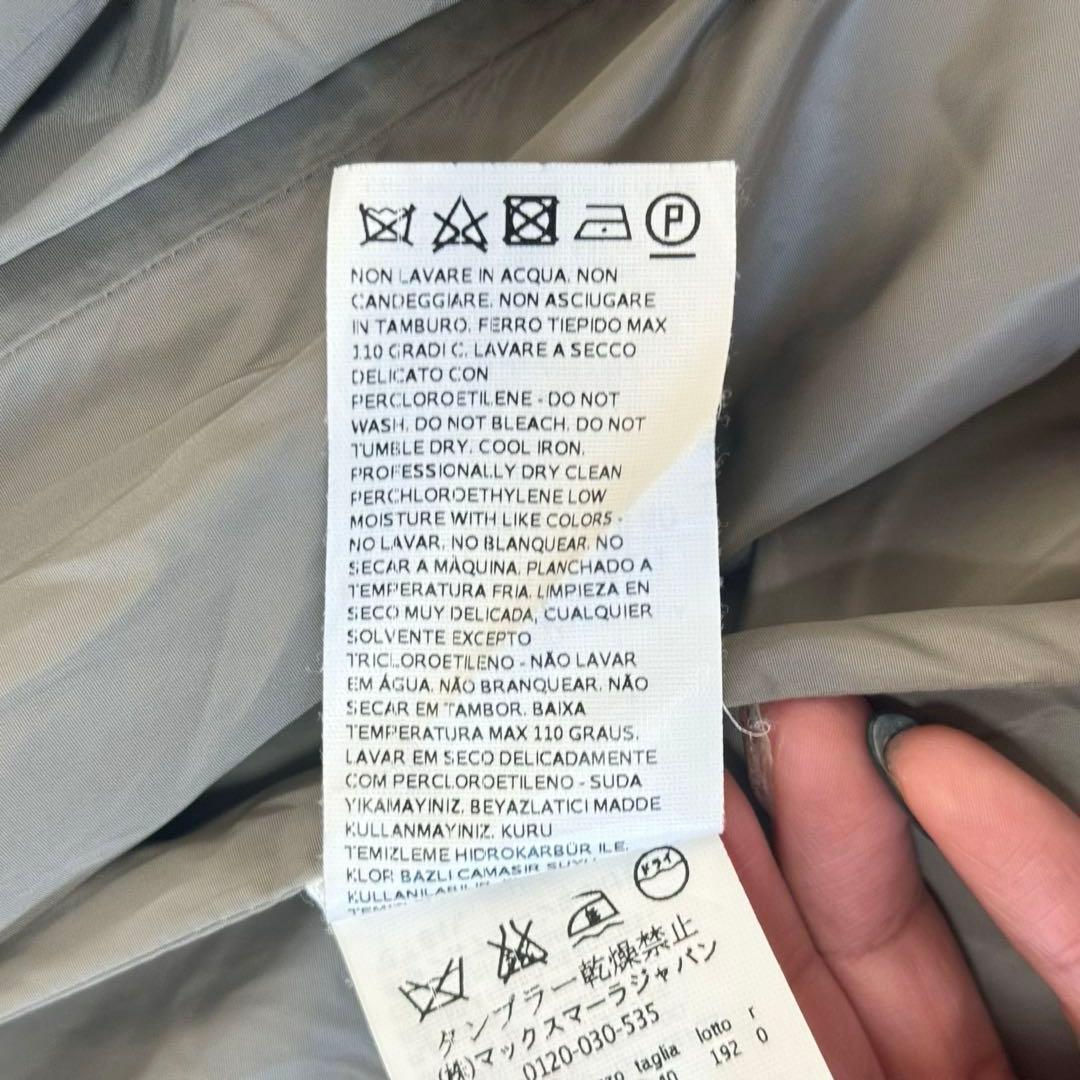 NON LAVARE IN ACQUA. NON
CANDEGGIARE. NON ASCIUGARE
IN TAMBURO. FERRO TIEPIDO MAX
110 GRADI C. LAVARE A SECCO
DELICATO CON
PERCLOROETILENE - DO NOT
WASH. DO NOT BLEACH. DO NOT
TUMBLE DRY. COOL IRON.
PROFESSIONALLY DRY CLEAN
PERCHLOROETHYLENE LOW
MOISTURE WITH LIKE COLORS -
NO LAVAR. NO BLANQUEAR. NO
SECAR A MÁQUINA. PLANCHADO A
TEMPERATURA FRIA. LIMPIEZA EN
SECO MUY DELICADA, CUALQUIER
SOLVENTE EXCEPTO
TRICLOROETILENO - NÃO LAVAR
EM ÁGUA. NÃO BRANQUEAR. NÃO
SECAR EM TAMBOR. BAIXA
TEMPERATURA MAX 110 GRAUS.
LAVAR EM SECO DELICADAMENTE
COM PERCLOROETILENO - SUDA
YIKAMAYINIZ. BEYAZLATICI MADDE
KULLANMAYINIZ. KURU
TEMIZLEME HIDROKARBÜR ILE.
KLOR BAZLI CAMASIR SUYU
KULLANILABILIR
P
ドライ
タンブラー乾燥禁止
(株)マックスマーラジャパン
0120-030-535
taglia lotto r
40 192 0